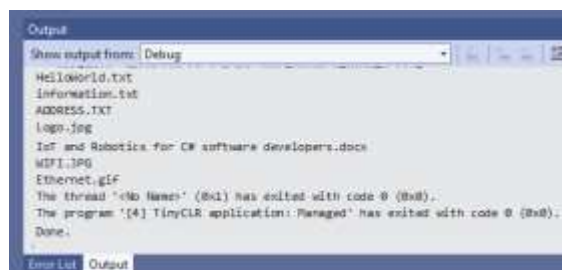 Output
Show output from: Debug
HelloWorld.txt
information.txt
ADDRESS.TXT
logo.jpg
IoT and Robotics for C# software developers.docx
WIFI.JPG
Ethernet.gif
The thread '<No Name>' (0x1) has exited with code 0 (0x0).
The program '[4] TinyCLR application: Managed' has exited with code 0 (0x0).
Done.
Error List Output